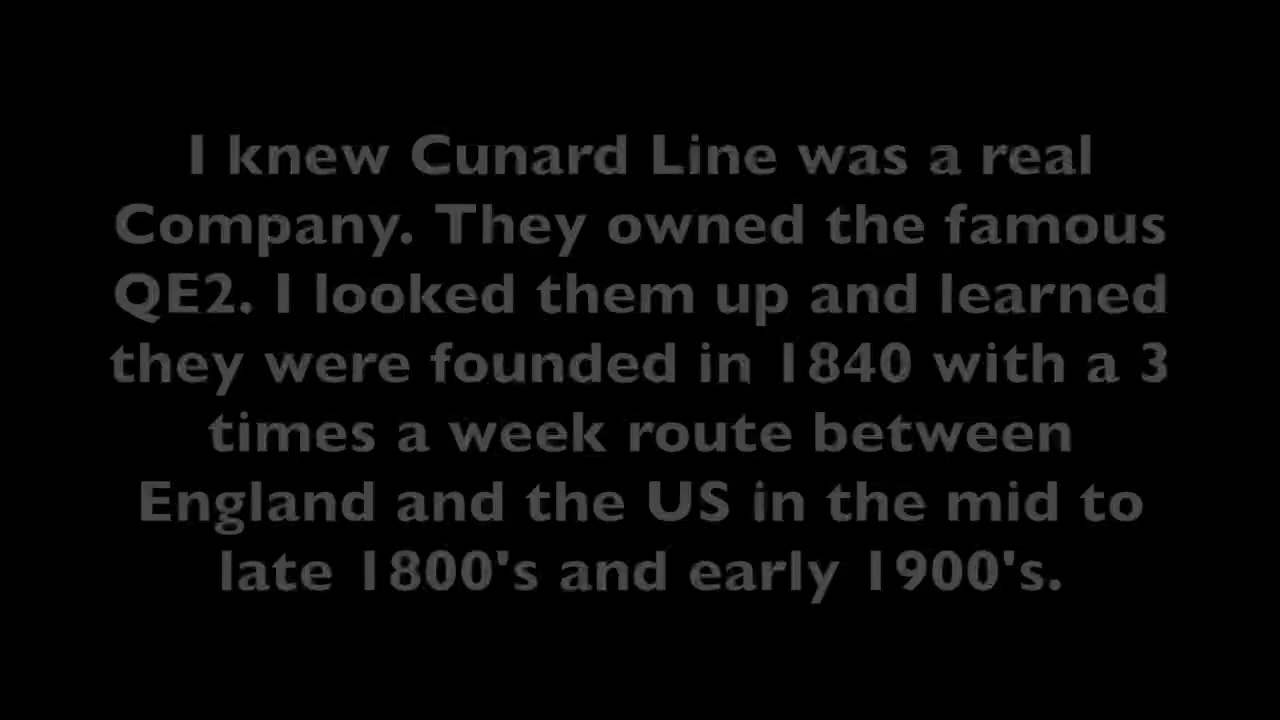 I knew Cunard Line was a real
Company. They owned the famous
QE2. I looked them up and learned
they were founded in 1840 with a 3
times a week route between
England and the US in the mid to
late 1800's and early 1900's.